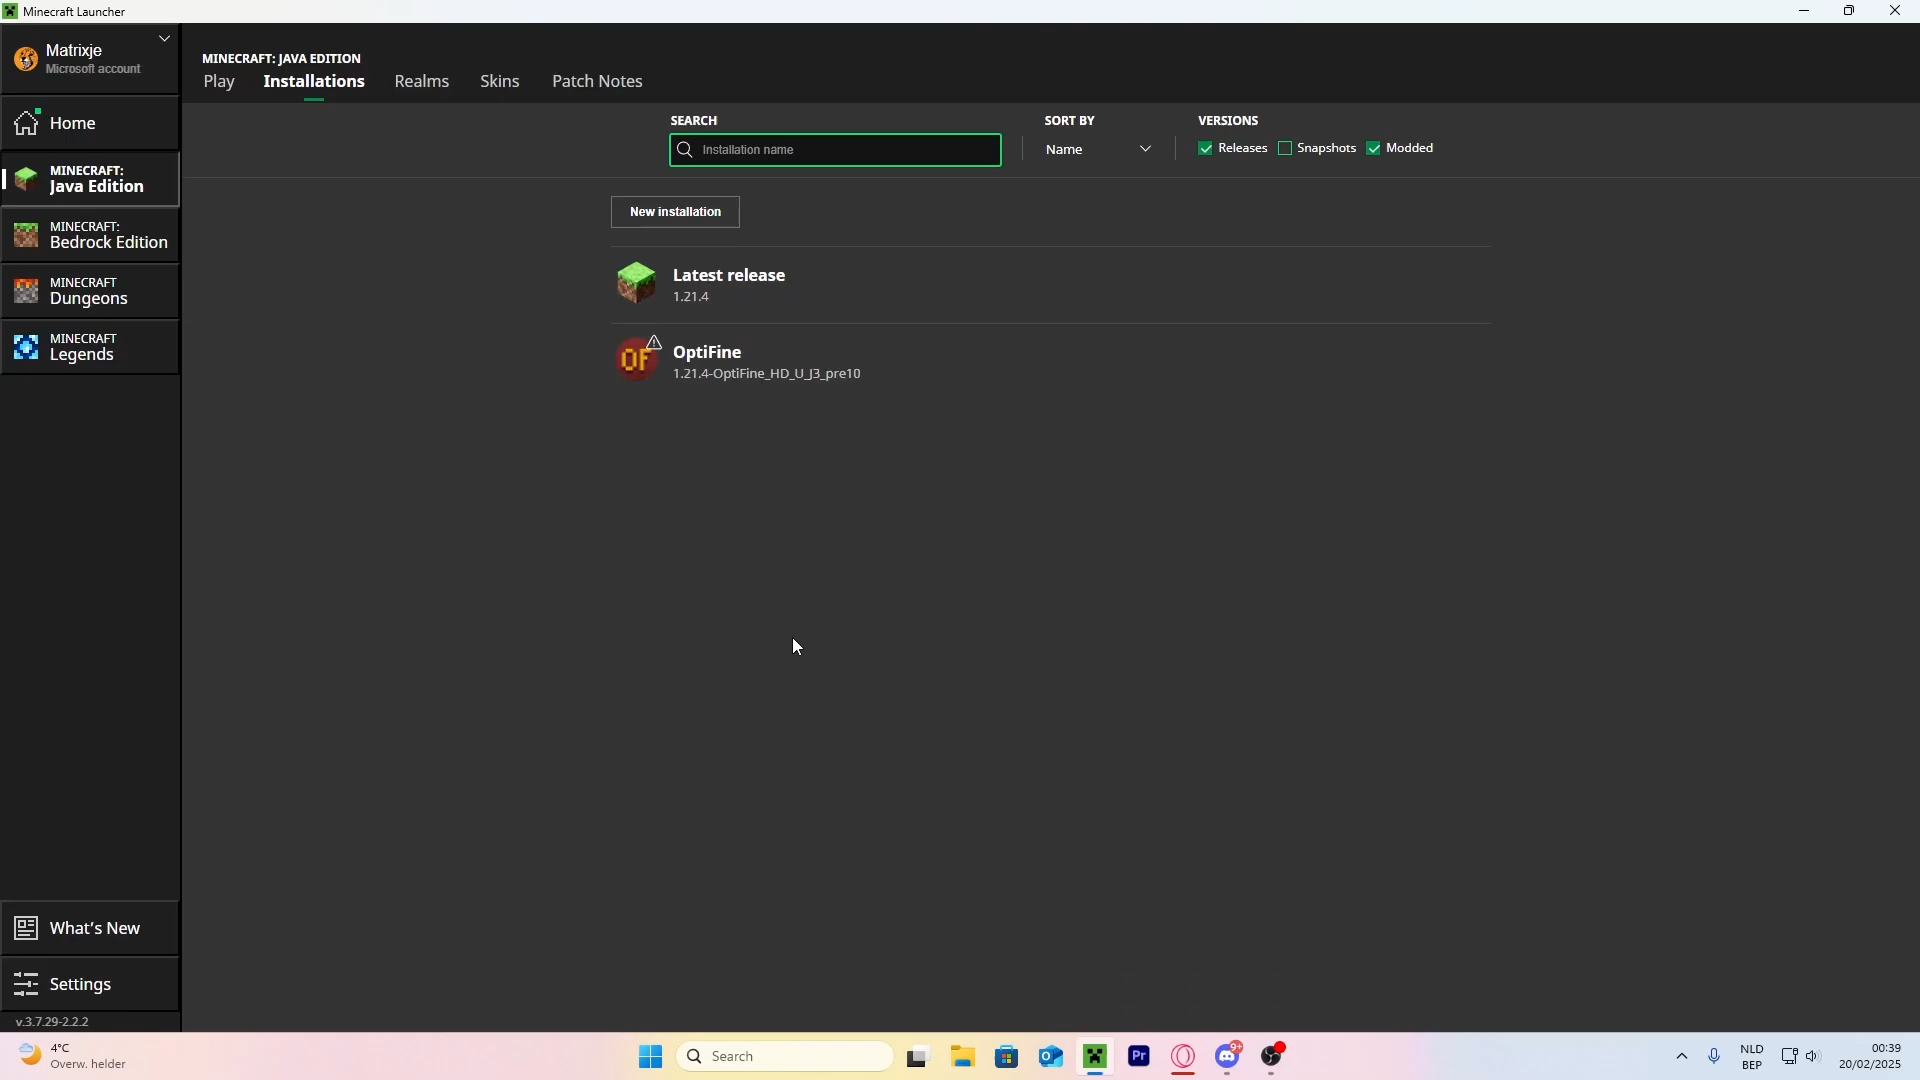 Minecraft Launcher
Matrixje
Microsoft account
Home
MINECRAFT:
Java Edition
MINECRAFT:
Bedrock Edition
MINECRAFT
Dungeons
MINECRAFT
Legends
What's New
Settings
v.3.7.29-2.2.2
MINECRAFT: JAVA EDITION
Play Installations Realms Skins Patch Notes
SEARCH SORT BY VERSIONS
Installation name Name Releases Snapshots Modded
New installation
Latest release
1.21.4
OF OptiFine
1.21.4-OptiFine_HD_U_J3_pre10
4°C
Overw. helder
Search
Pr
9+
NLD
BEP
00:39
20/02/2025